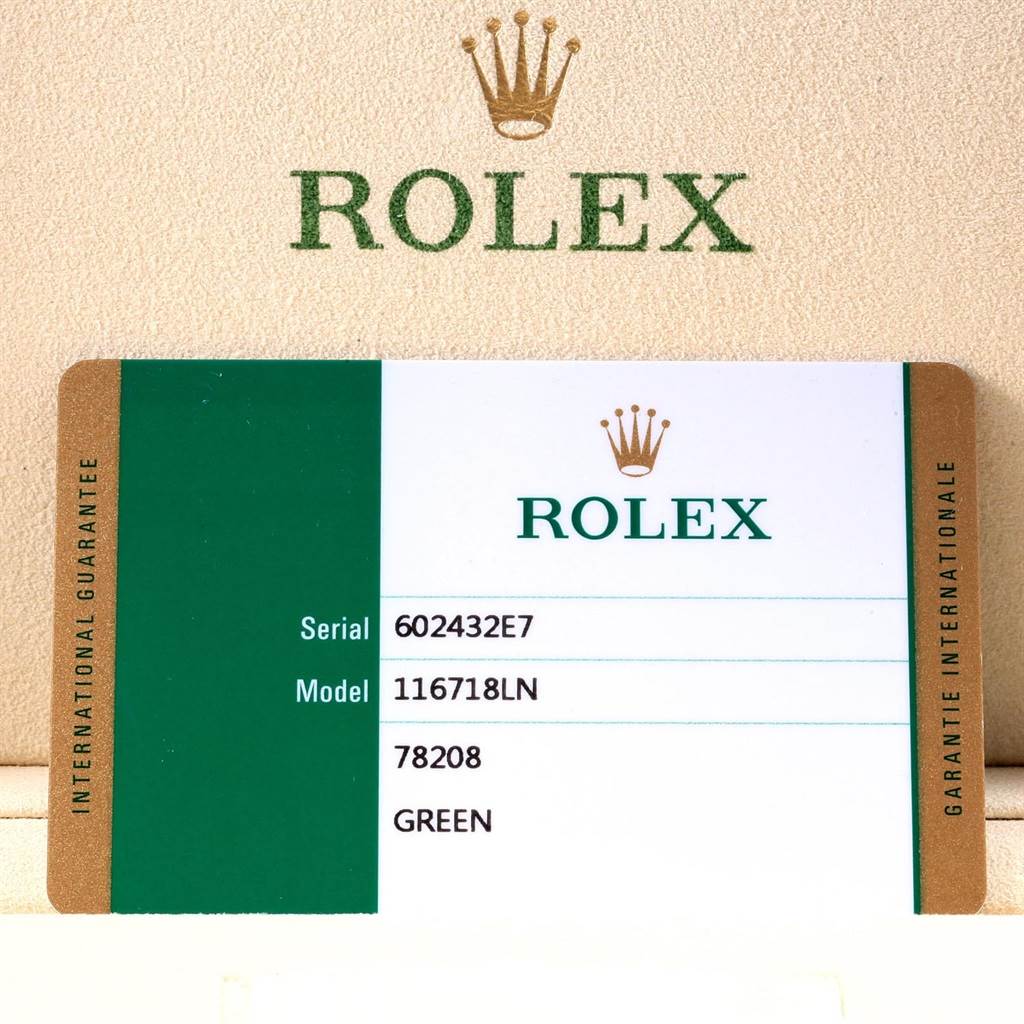 ROLEX
INTERNATIONAL GUARANTEE
ROLEX
Serial 602432E7
Model 116718LN
78208
GREEN
GARANTIE INTERNATIONALE